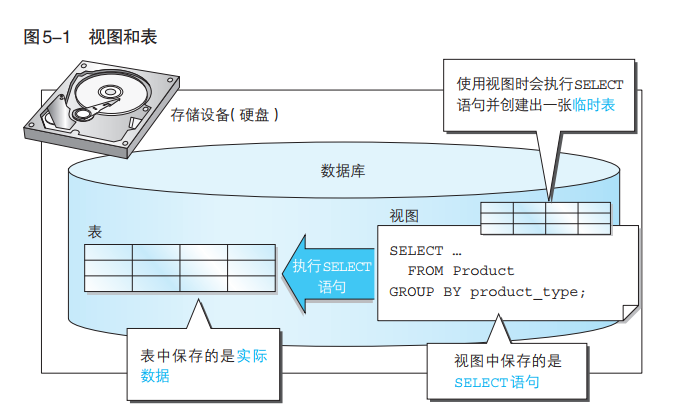 图5-1 视图和表
使用视图时会执行SELECT
语句并创建出一张临时表
存储设备(硬盘)
数据库
视图
表
SELECT …
FROM Product
GROUP BY product_type;
执行SELECT
语句
表中保存的是实际
数据
视图中保存的是
SELECT语句